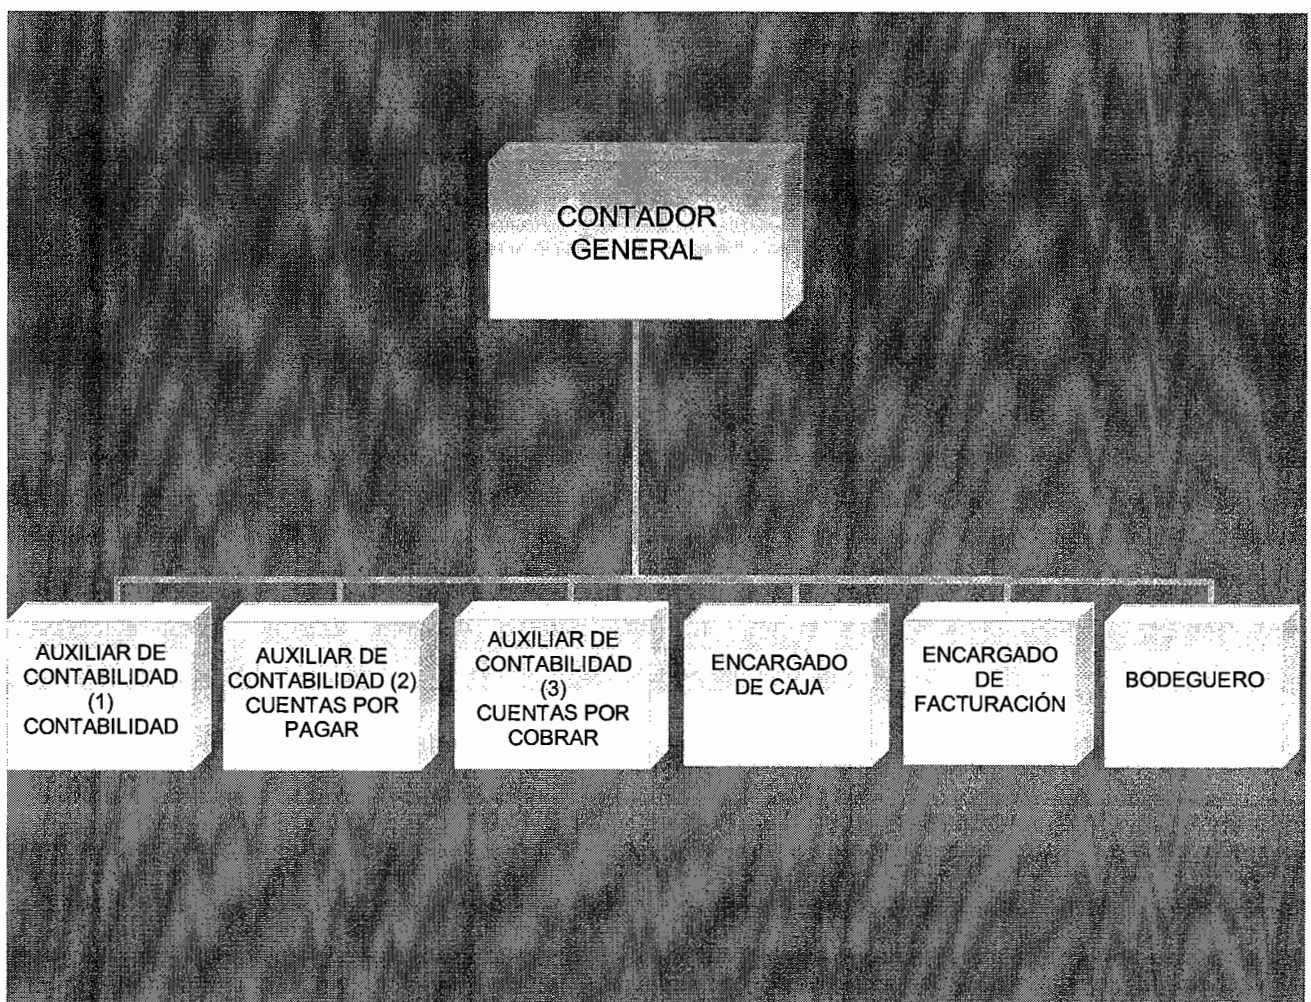 CONTADOR
GENERAL
AUXILIAR DE
CONTABILIDAD
(1)
CONTABILIDAD
AUXILIAR DE
CONTABILIDAD (2)
CUENTAS POR
PAGAR
AUXILIAR DE
CONTABILIDAD
(3)
CUENTAS POR
COBRAR
ENCARGADO
DE CAJA
ENCARGADO
DE
FACTURACIÓN
BODEGUERO